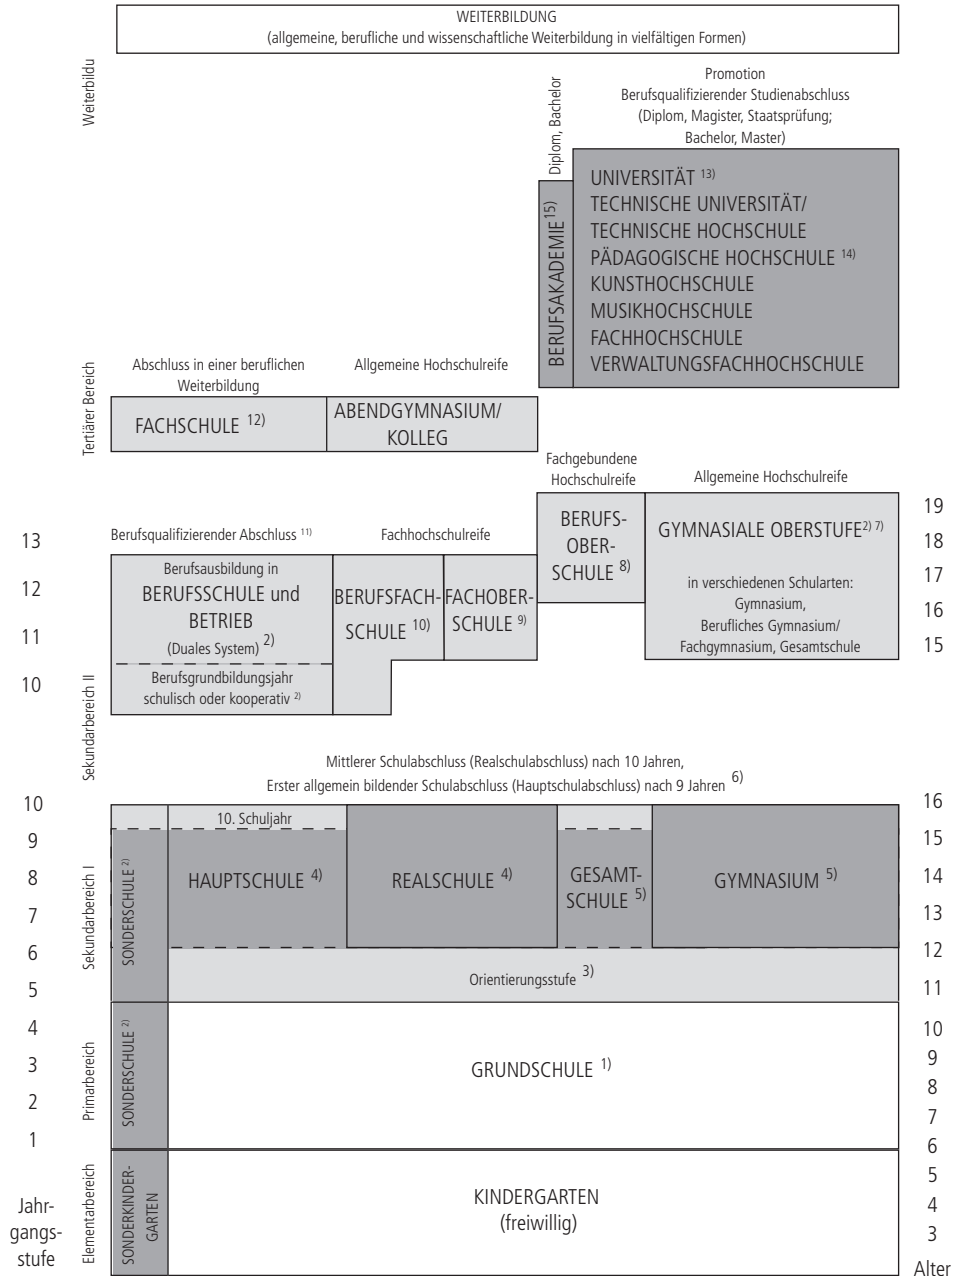 WEITERBILDUNG
(allgemeine, berufliche und wissenschaftliche Weiterbildung in vielfältigen Formen)
Weiterbildu
Diplom, Bachelor
Promotion
Berufsqualifizierender Studienabschluss
(Diplom, Magister, Staatsprüfung;
Bachelor, Master)
BERUFSAKADEMIE 15)
UNIVERSITÄT 13)
TECHNISCHE UNIVERSITÄT/
TECHNISCHE HOCHSCHULE
PÄDAGOGISCHE HOCHSCHULE 14)
KUNSTHOCHSCHULE
MUSIKHOCHSCHULE
FACHHOCHSCHULE
VERWALTUNGSFACHHOCHSCHULE
Tertiärer Bereich
Abschluss in einer beruflichen
Weiterbildung
FACHSCHULE 12)
Allgemeine Hochschulreife
ABENDGYMNASIUM/
KOLLEG
Fachgebundene
Hochschulreife
BERUFS-
OBER-
SCHULE 8)
Allgemeine Hochschulreife
GYMNASIALE OBERSTUFE 2) 7)
in verschiedenen Schularten:
Gymnasium,
Berufliches Gymnasium/
Fachgymnasium, Gesamtschule
19
18
17
16
15
13
12
11
10
Sekundarbereich II
Berufsqualifizierender Abschluss 11)
Berufsausbildung in
BERUFSSCHULE und
BETRIEB
(Duales System) 2)
Berufsgrundbildungsjahr
schulisch oder kooperativ 2)
Fachhochschulreife
BERUFSFACH-
SCHULE 10)
FACHOBER-
SCHULE 9)
Mittlerer Schulabschluss (Realschulabschluss) nach 10 Jahren,
Erster allgemein bildender Schulabschluss (Hauptschulabschluss) nach 9 Jahren 6)
10
9
8
7
6
5
Sekundarbereich I
SONDERSCHULE 2)
10. Schuljahr
HAUPTSCHULE 4)
REALSCHULE 4)
GESAMT-
SCHULE 5)
GYMNASIUM 5)
Orientierungsstufe 3)
16
15
14
13
12
11
4
3
2
1
Primarbereich
SONDERSCHULE 2)
GRUNDSCHULE 1)
10
9
8
7
6
Jahr-
gangs-
stufe
Elementarbereich
SONDERKINDER-
GARTEN
KINDERGARTEN
(freiwillig)
5
4
3
Alter